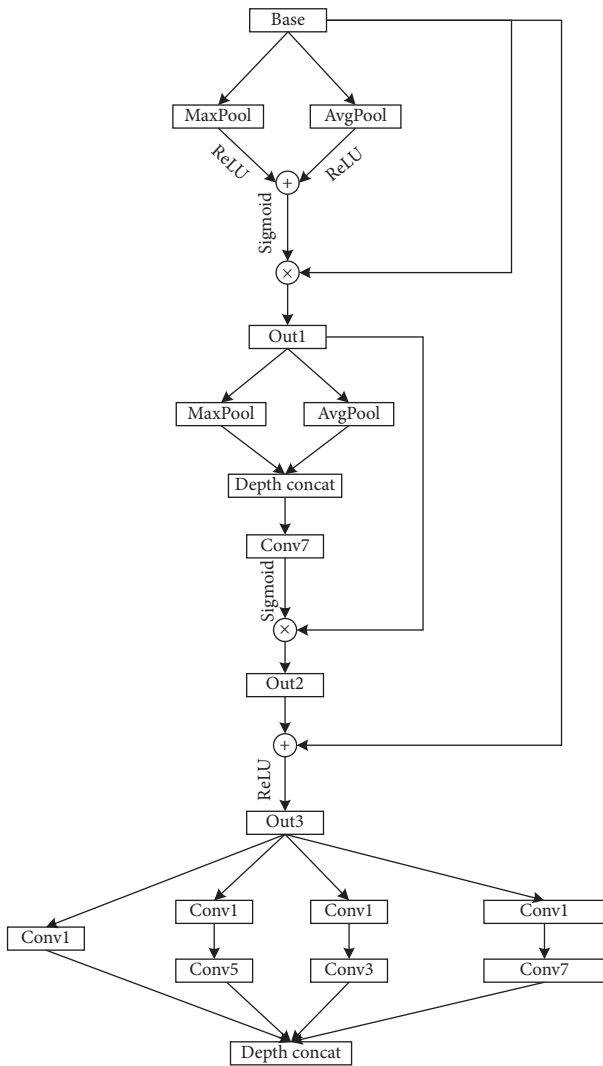 Base
MaxPool
AvgPool
ReLU
ReLU
+
Sigmoid
×
Out1
MaxPool
AvgPool
Depth concat
Conv7
Sigmoid
×
Out2
+
ReLU
Out3
Conv1
Conv1
Conv1
Conv1
Conv5
Conv3
Conv7
Depth concat